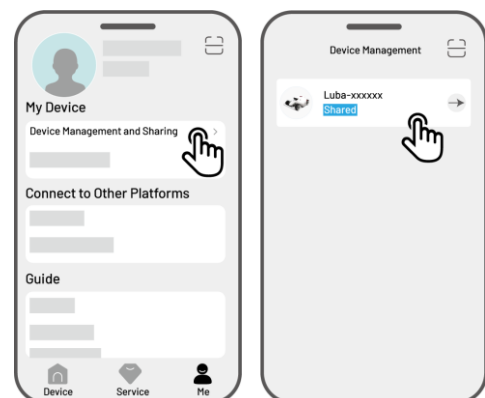 My Device
Device Management and Sharing
Connect to Other Platforms
Guide
Device
Service
Me
Device Management
Luba-xxxxxx
Shared